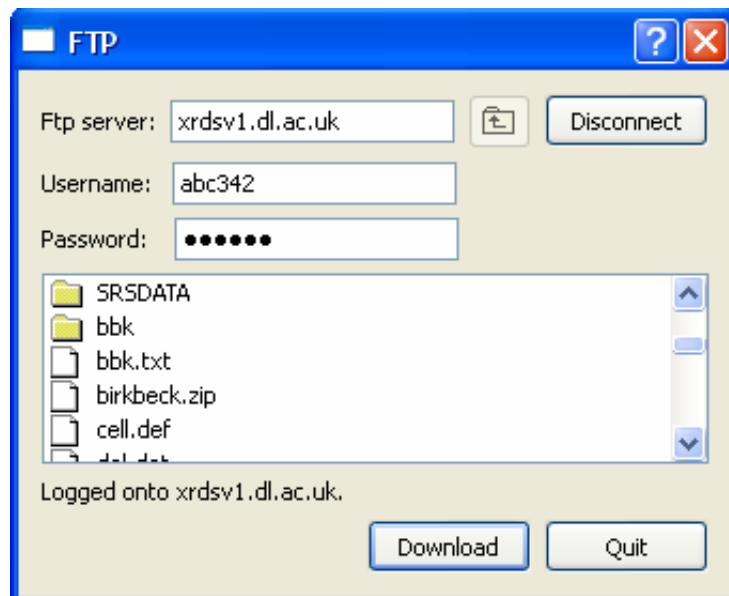 FTP
Ftp server: xrdsv1.dl.ac.uk Disconnect
Username: abc342
Password: ●●●●●●
SRSDATA
bbk
bbk.txt
birkbeck.zip
cell.def
Logged onto xrdsv1.dl.ac.uk.
Download Quit